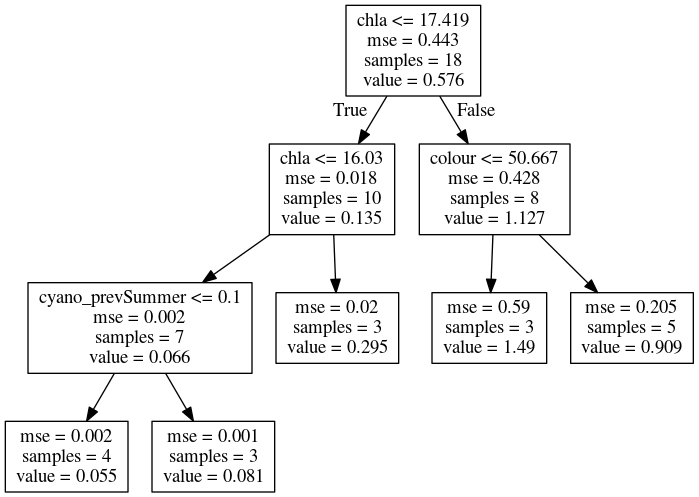 chla <= 17.419
mse = 0.443
samples = 18
value = 0.576
True
False
chla <= 16.03
mse = 0.018
samples = 10
value = 0.135
colour <= 50.667
mse = 0.428
samples = 8
value = 1.127
cyano_prevSummer <= 0.1
mse = 0.002
samples = 7
value = 0.066
mse = 0.02
samples = 3
value = 0.295
mse = 0.59
samples = 3
value = 1.49
mse = 0.205
samples = 5
value = 0.909
mse = 0.002
samples = 4
value = 0.055
mse = 0.001
samples = 3
value = 0.081